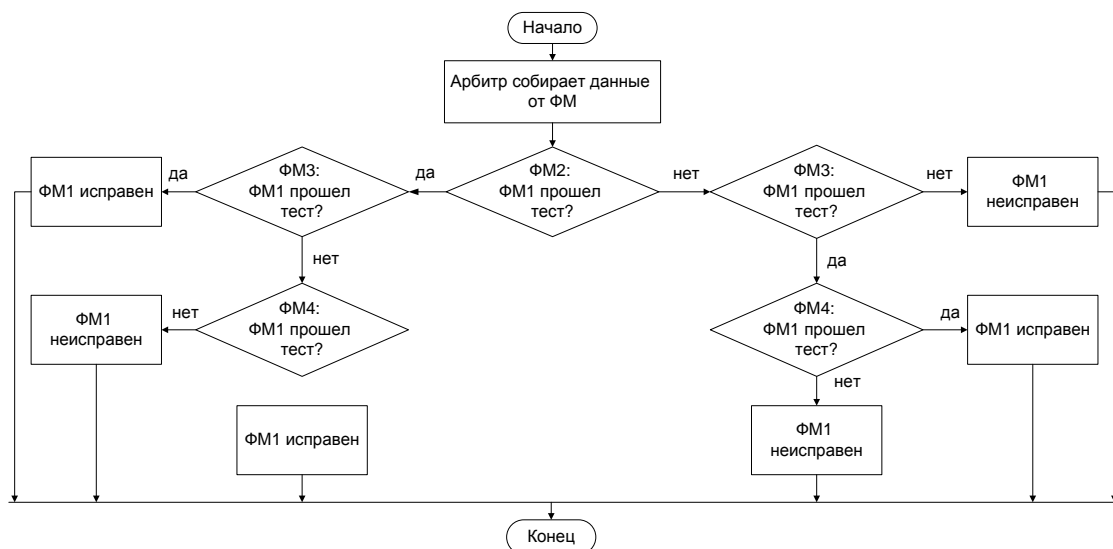 Начало
Арбитр собирает данные
от ФМ
ФМ1 исправен
да
ФМ3:
ФМ1 прошел
тест?
да
ФМ2:
ФМ1 прошел
тест?
нет
ФМ3:
ФМ1 прошел
тест?
нет
ФМ1
неисправен
нет
да
ФМ1
неисправен
нет
ФМ4:
ФМ1 прошел
тест?
ФМ4:
ФМ1 прошел
тест?
да
ФМ1 исправен
нет
ФМ1 исправен
ФМ1
неисправен
Конец